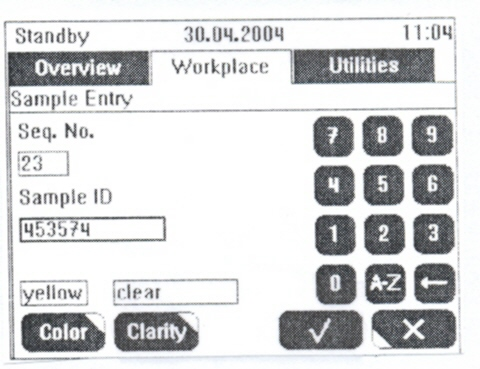 Standby 30.04.2004 11:04
Overview Workplace Utilities
Sample Entry
Seq. No.
23
Sample ID
453574
yellow clear
Color Clarity
7 8 9
4 5 6
1 2 3
0 A-Z ←
✓ ✕